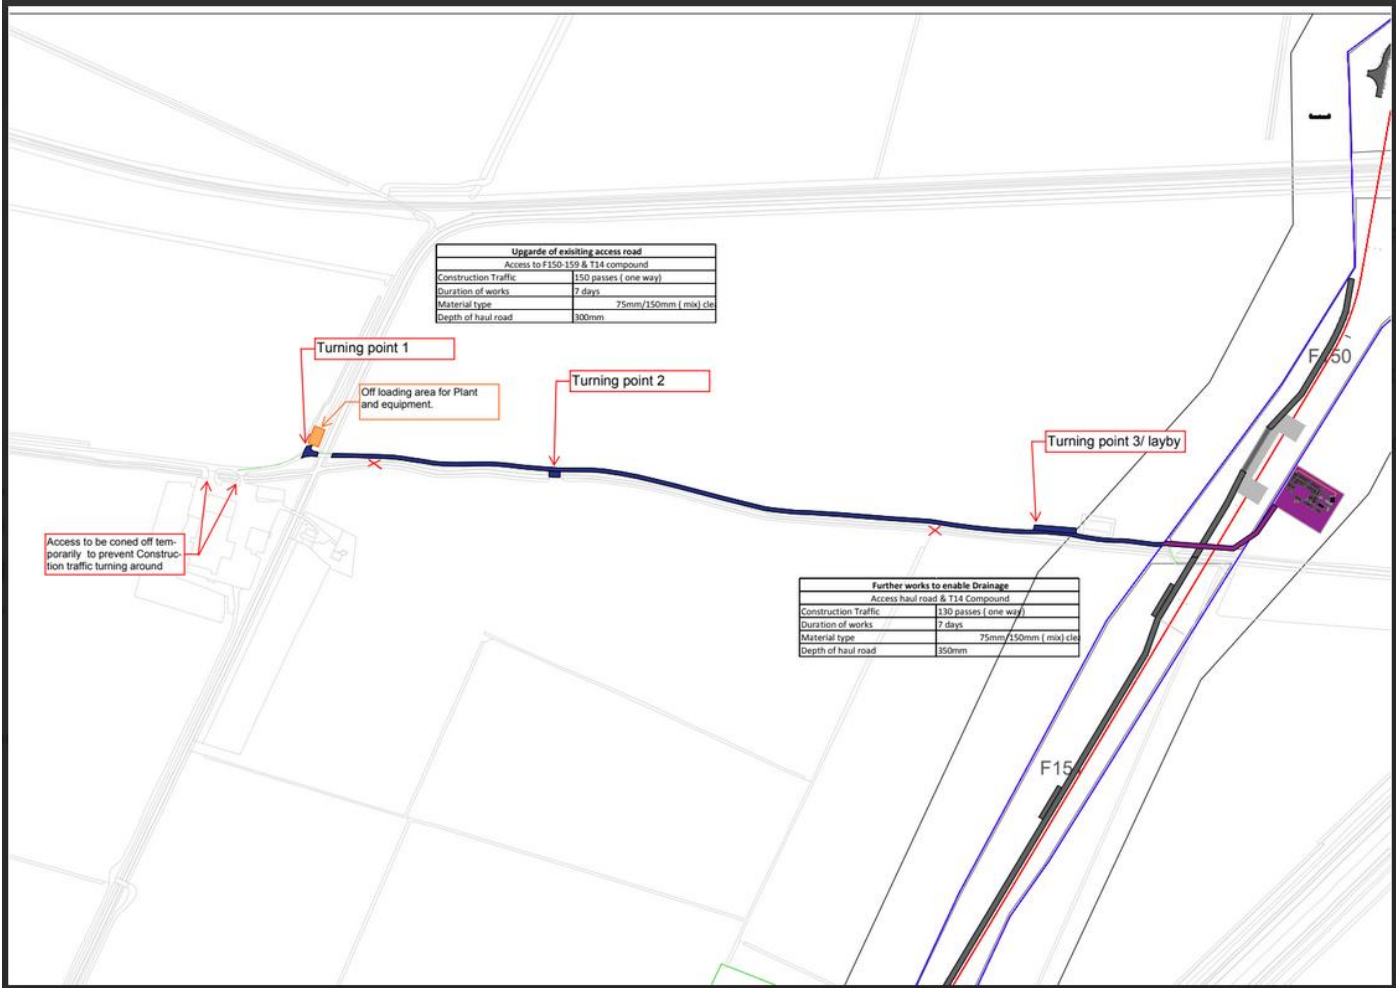 Upgarde of exisiting access road
Access to F150-159 & T14 compound
Construction Traffic 150 passes ( one way)
Duration of works 7 days
Material type 75mm/150mm ( mix) cle
Depth of haul road 300mm
Turning point 1
Turning point 2
Off loading area for Plant
and equipment.
Turning point 3/ layby
Access to be coned off tem-
porarily to prevent Construc-
tion traffic turning around
Further works to enable Drainage
Access haul road & T14 Compound
Construction Traffic 130 passes ( one way)
Duration of works 7 days
Material type 75mm/150mm ( mix) cle
Depth of haul road 350mm
F15